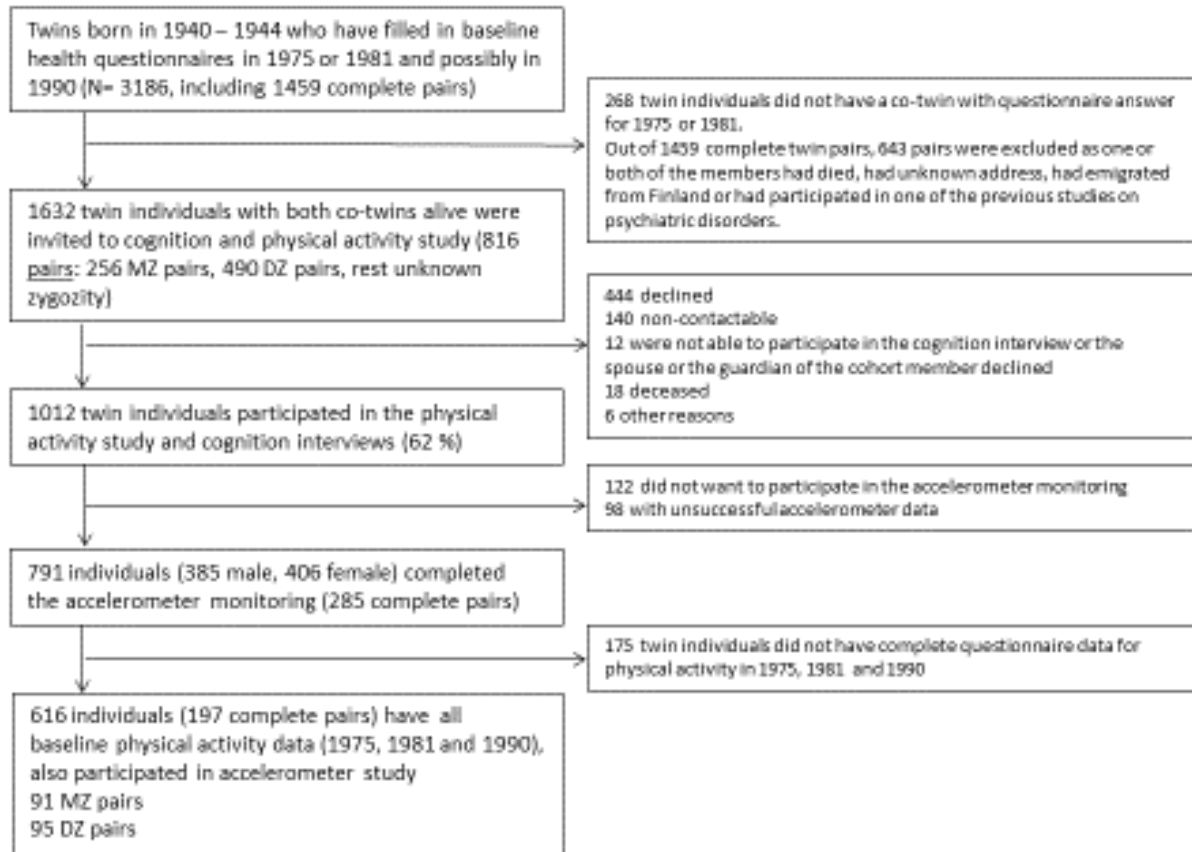 Twins born in 1940 – 1944 who have filled in baseline
health questionnaires in 1975 or 1981 and possibly in
1990 (N= 3186, including 1459 complete pairs)
268 twin individuals did not have a co-twin with questionnaire answer
for 1975 or 1981.
Out of 1459 complete twin pairs, 643 pairs were excluded as one or
both of the members had died, had unknown address, had emigrated
from Finland or had participated in one of the previous studies on
psychiatric disorders.
1632 twin individuals with both co-twins alive were
invited to cognition and physical activity study (816
pairs: 256 MZ pairs, 490 DZ pairs, rest unknown
zygozity)
444 declined
140 non-contactable
12 were not able to participate in the cognition interview or the
spouse or the guardian of the cohort member declined
18 deceased
6 other reasons
1012 twin individuals participated in the physical
activity study and cognition interviews (62 %)
122 did not want to participate in the accelerometer monitoring
98 with unsuccessful accelerometer data
791 individuals (385 male, 406 female) completed
the accelerometer monitoring (285 complete pairs)
175 twin individuals did not have complete questionnaire data for
physical activity in 1975, 1981 and 1990
616 individuals (197 complete pairs) have all
baseline physical activity data (1975, 1981 and 1990),
also participated in accelerometer study
91 MZ pairs
95 DZ pairs